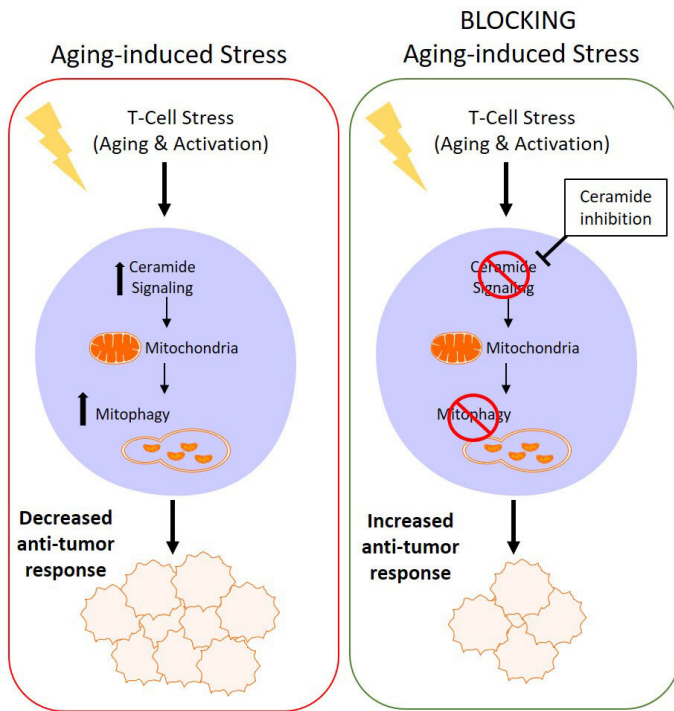 Aging-induced Stress
T-Cell Stress
(Aging & Activation)
Ceramide
Signaling
Mitochondria
Mitophagy
Decreased
anti-tumor
response
BLOCKING
Aging-induced Stress
T-Cell Stress
(Aging & Activation)
Ceramide
inhibition
Ceramide
Signaling
Mitochondria
Mitophagy
Increased
anti-tumor
response